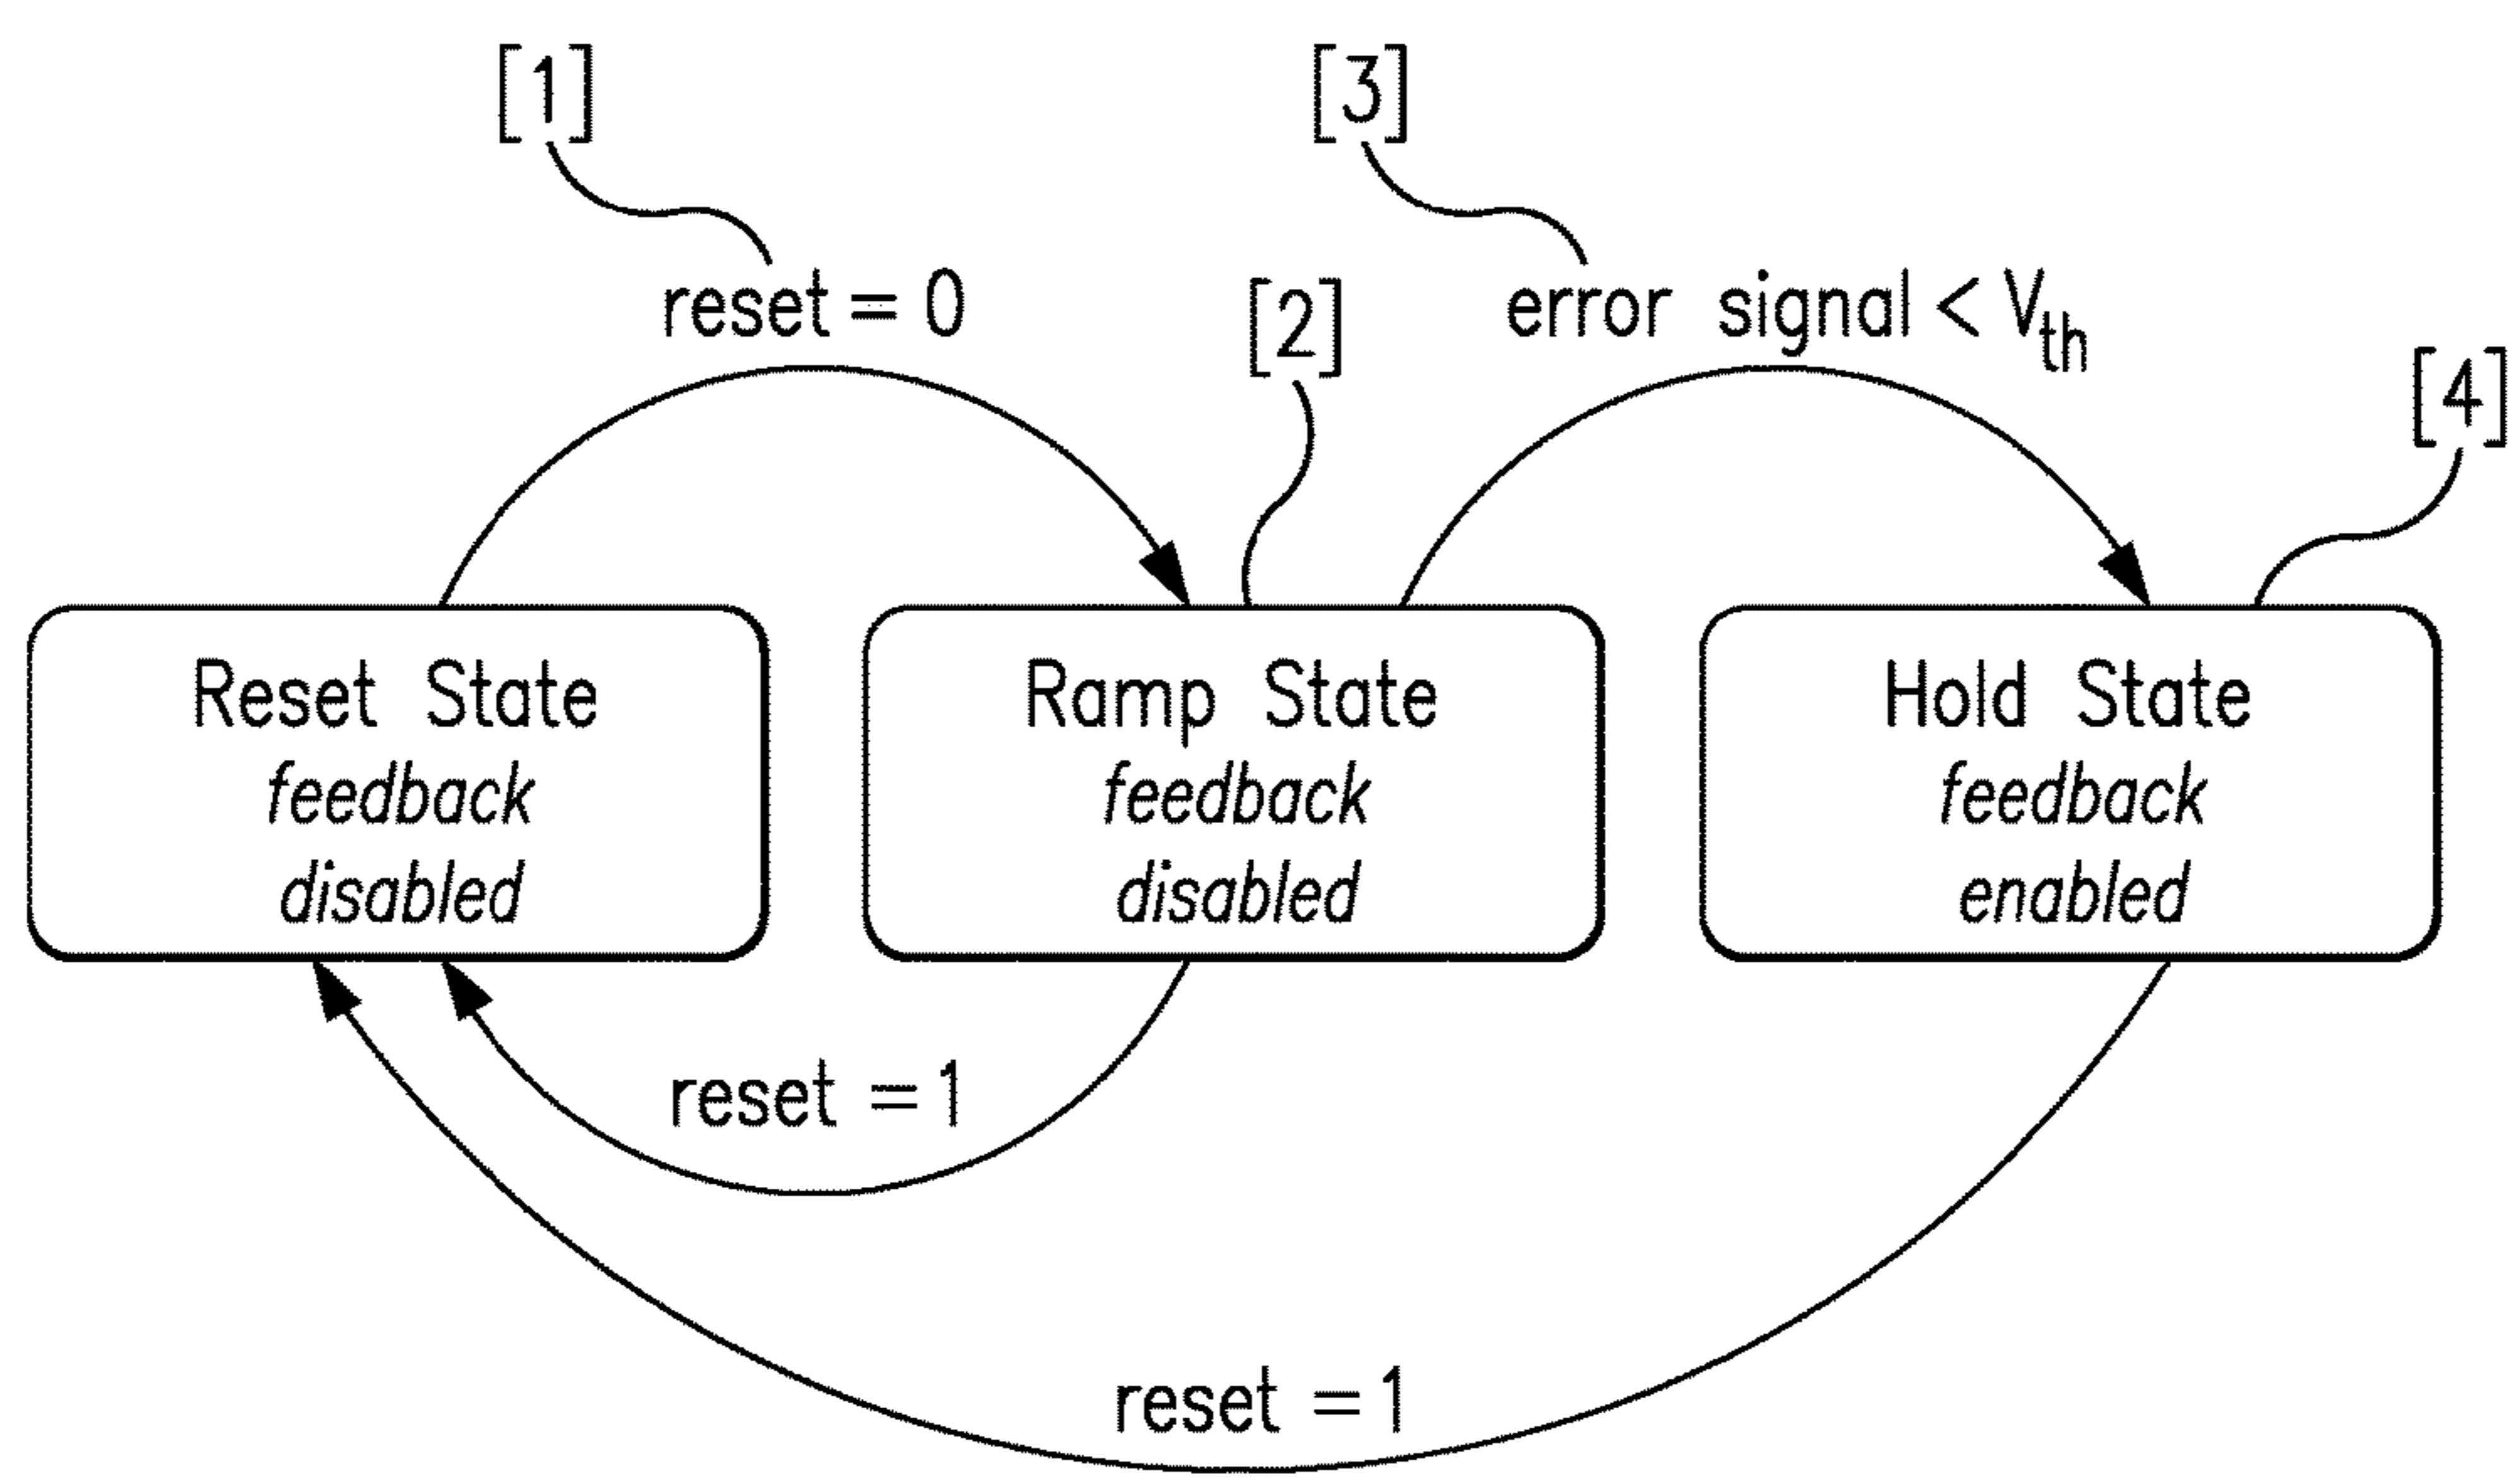 [1]
[3]
reset = 0
[2]
error signal < Vth
[4]
Reset State
feedback
disabled
Ramp State
feedback
disabled
Hold State
feedback
enabled
reset = 1
reset = 1